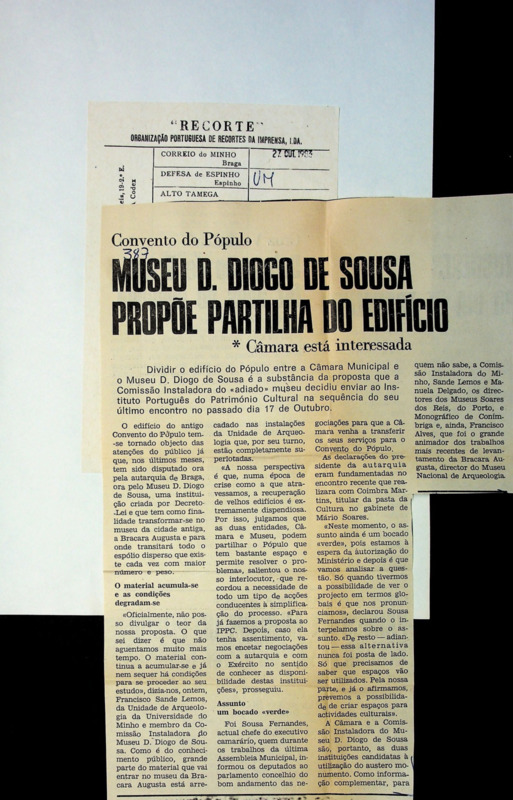 "RECORTE"
ORGANIZAÇÃO PORTUGUESA DE RECORTES DA IMPRENSA, LDA.
CORREIO do MINHO
Braga
27 OUT. 1983
DEFESA de ESPINHO
Espinho
UM
ALTO TAMEGA
Codex
Convento do Pópulo
387
MUSEU D. DIOGO DE SOUSA
PROPÕE PARTILHA DO EDIFÍCIO
* Câmara está interessada
Dividir o edifício do Pópulo entre a Câmara Municipal e
o Museu D. Diogo de Sousa é a substância da proposta que a
Comissão Instaladora do «adiado» museu decidiu enviar ao Ins-
tituto Português do Património Cultural na sequência do seu
último encontro no passado dia 17 de Outubro.
O edifício do antigo
Convento do Pópulo tem-
-se tornado objecto das
atenções do público já
que, nos últimos meses,
tem sido disputado ora
pela autarquia de Braga,
ora pelo Museu D. Diogo
de Sousa, uma institui-
ção criada por Decreto-
-Lei e que tem como fina-
lidade transformar-se no
museu da cidade antiga,
a Bracara Augusta e para
onde transitará todo o
espólio disperso que exis-
te cada vez com maior
número e peso.
O material acumula-se
e as condições
degradam-se
«Oficialmente, não pos-
so divulgar o teor da
nossa proposta. O que
sei dizer é que não
aguentamos muito mais
tempo. O material con-
tinua a acumular-se e já
nem sequer há condições
para se proceder ao seu
estudo», dizia-nos, ontem,
Francisco Sande Lemos,
da Unidade de Arqueolo-
gia da Universidade do
Minho e membro da Co-
missão Instaladora do
Museu D. Diogo de Sou-
sa. Como é do conheci-
mento público, grande
parte do material que vai
entrar no museu da Bra-
cara Augusta está arre-
cadado nas instalações
da Unidade de Arqueo-
logia que, por seu turno,
estão completamente su-
periotadas.
«A nossa perspectiva
é que, numa época de
crise como a que atra-
vessamos, a recuperação
de velhos edifícios é ex-
tremamente dispendiosa.
Por isso, julgamos que
as duas entidades, Câ-
mara e Museu, podem
partilhar o Pópulo que
tem bastante espaço e
permite resolver o pro-
blema», salientou o nos-
so interlocutor, que re-
cordou a necessidade de
todo um tipo de acções
conducentes à simplifica-
ção do processo. «Para
já fazemos a proposta ao
IPPC. Depois, caso ela
tenha assentimento, va-
mos encetar negociações
com a autarquia e com
o Exército no sentido
de conhecer as disponi-
bilidade destas institui-
ções», prosseguiu.
Assunto
um bocado «verde»
Foi Sousa Fernandes,
actual chefe do executivo
camarário, quem durante
os trabalhos da última
Assembleia Municipal, in-
formou os deputados ao
parlamento concelhio do
bom andamento das ne-
gociações para que a Câ-
mara venha a transferir
os seus serviços para o
Convento do Pópulo.
As declarações do pre-
sidente da autarquia
eram fundamentadas no
encontro recente que rea-
lizara com Coimbra Mar-
tins, titular da pasta da
Cultura no gabinete de
Mário Soares.
«Neste momento, o as-
sunto ainda é um bocado
«verde», pois estamos à
espera da autorização do
Ministério e depois é que
vamos analisar a ques-
tão. Só quando tivermos
a possibilidade de ver o
projecto em termos glo-
bais é que nos pronun-
ciamos», declarou Sousa
Fernandes quando o in-
terpelamos sobre o as-
sunto. «De resto — adian-
tou — essa alternativa
nunca foi posta de lado.
Só que precisamos de
saber que espaços vão
ser utilizados. Pela nossa
parte, e já o afirmamos,
prevemos a possibilida-
de de criar espaços para
actividades culturais».
A Câmara e a Comis-
são Instaladora do Mu-
seu D. Diogo de Sousa
são, portanto, as duas
instituições candidatas à
utilização do austero mo-
numento. Como informa-
ção complementar, para
quem não sabe, a Comis-
são Instaladora do Mi-
nho, Sande Lemos e Ma-
nuela Delgado, os direc-
tores dos Museus Soares
dos Reis, do Porto, e
Monográfico de Coním-
briga e, ainda, Francisco
Alves, que foi o grande
animador dos trabalhos
mais recentes de levan-
tamento da Bracara Au-
gusta, director do Museu
Nacional de Arqueologia